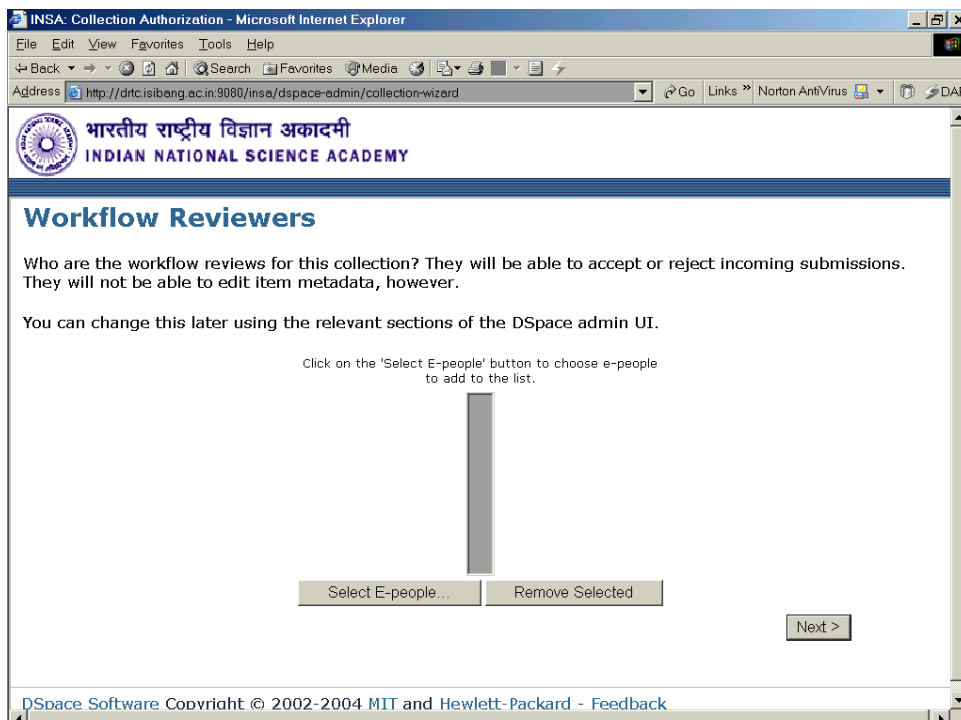 INSA: Collection Authorization - Microsoft Internet Explorer
File Edit View Favorites Tools Help
Back Search Favorites Media
Address http://drtc.isibang.ac.in:9080/insa/dspace-admin/collection-wizard Go Links » Norton AntiVirus DAP
भारतीय राष्ट्रीय विज्ञान अकादमी
INDIAN NATIONAL SCIENCE ACADEMY
Workflow Reviewers
Who are the workflow reviews for this collection? They will be able to accept or reject incoming submissions.
They will not be able to edit item metadata, however.
You can change this later using the relevant sections of the DSpace admin UI.
Click on the 'Select E-people' button to choose e-people
to add to the list.
Select E-people... Remove Selected
Next >
DSpace Software Copyright © 2002-2004 MIT and Hewlett-Packard - Feedback